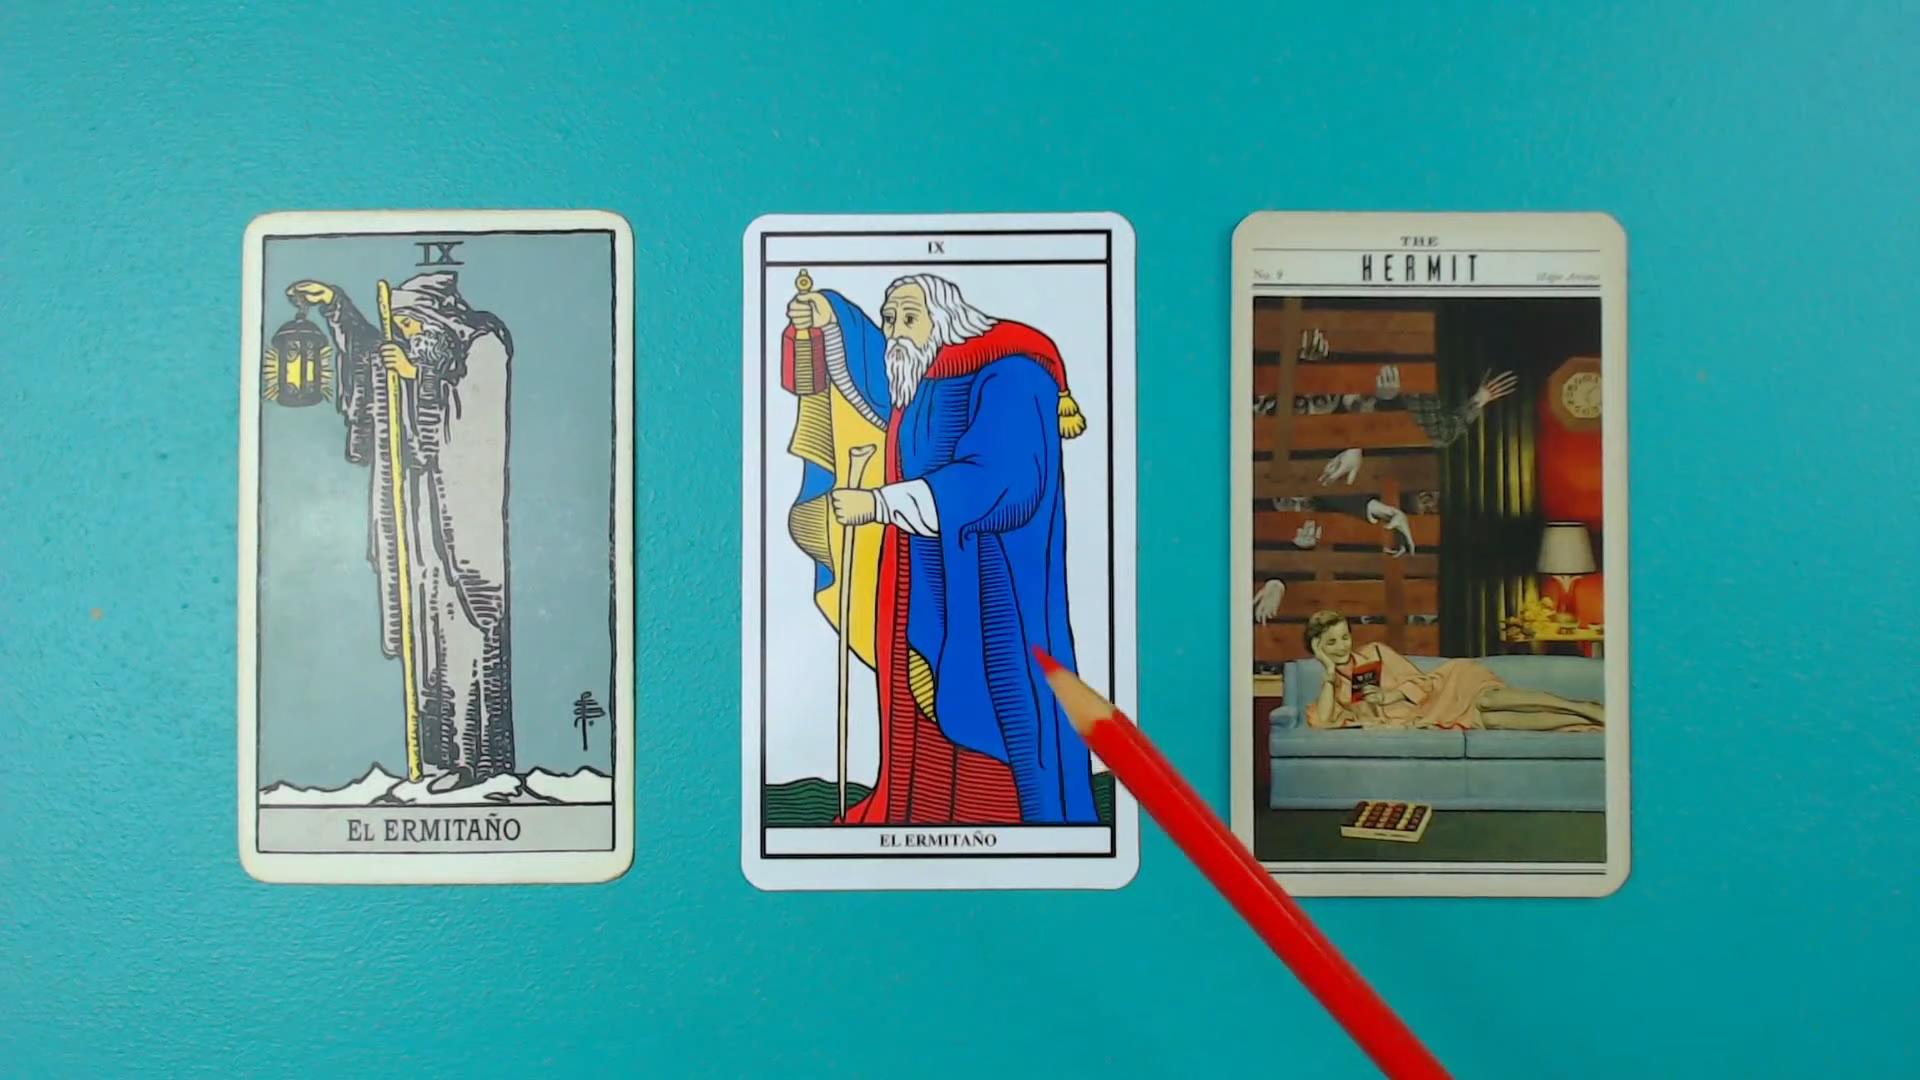 IX
EL ERMITAÑO
IX
EL ERMITAÑO
THE
HERMIT
No. 9